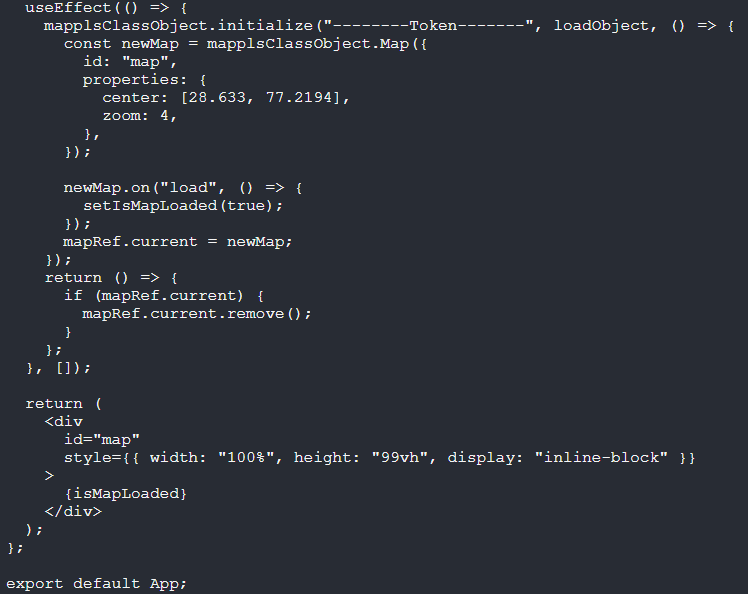 useEffect(() => {
mapplsClassObject.initialize("--------Token-------", loadObject, () => {
const newMap = mapplsClassObject.Map({
id: "map",
properties: {
center: [28.633, 77.2194],
zoom: 4,
},
});
newMap.on("load", () => {
setIsMapLoaded(true);
});
mapRef.current = newMap;
});
return () => {
if (mapRef.current) {
mapRef.current.remove();
}
};
}, []);
return (
<div
id="map"
style={{ width: "100%", height: "99vh", display: "inline-block" }}
>
{isMapLoaded}
</div>
);
};
export default App;